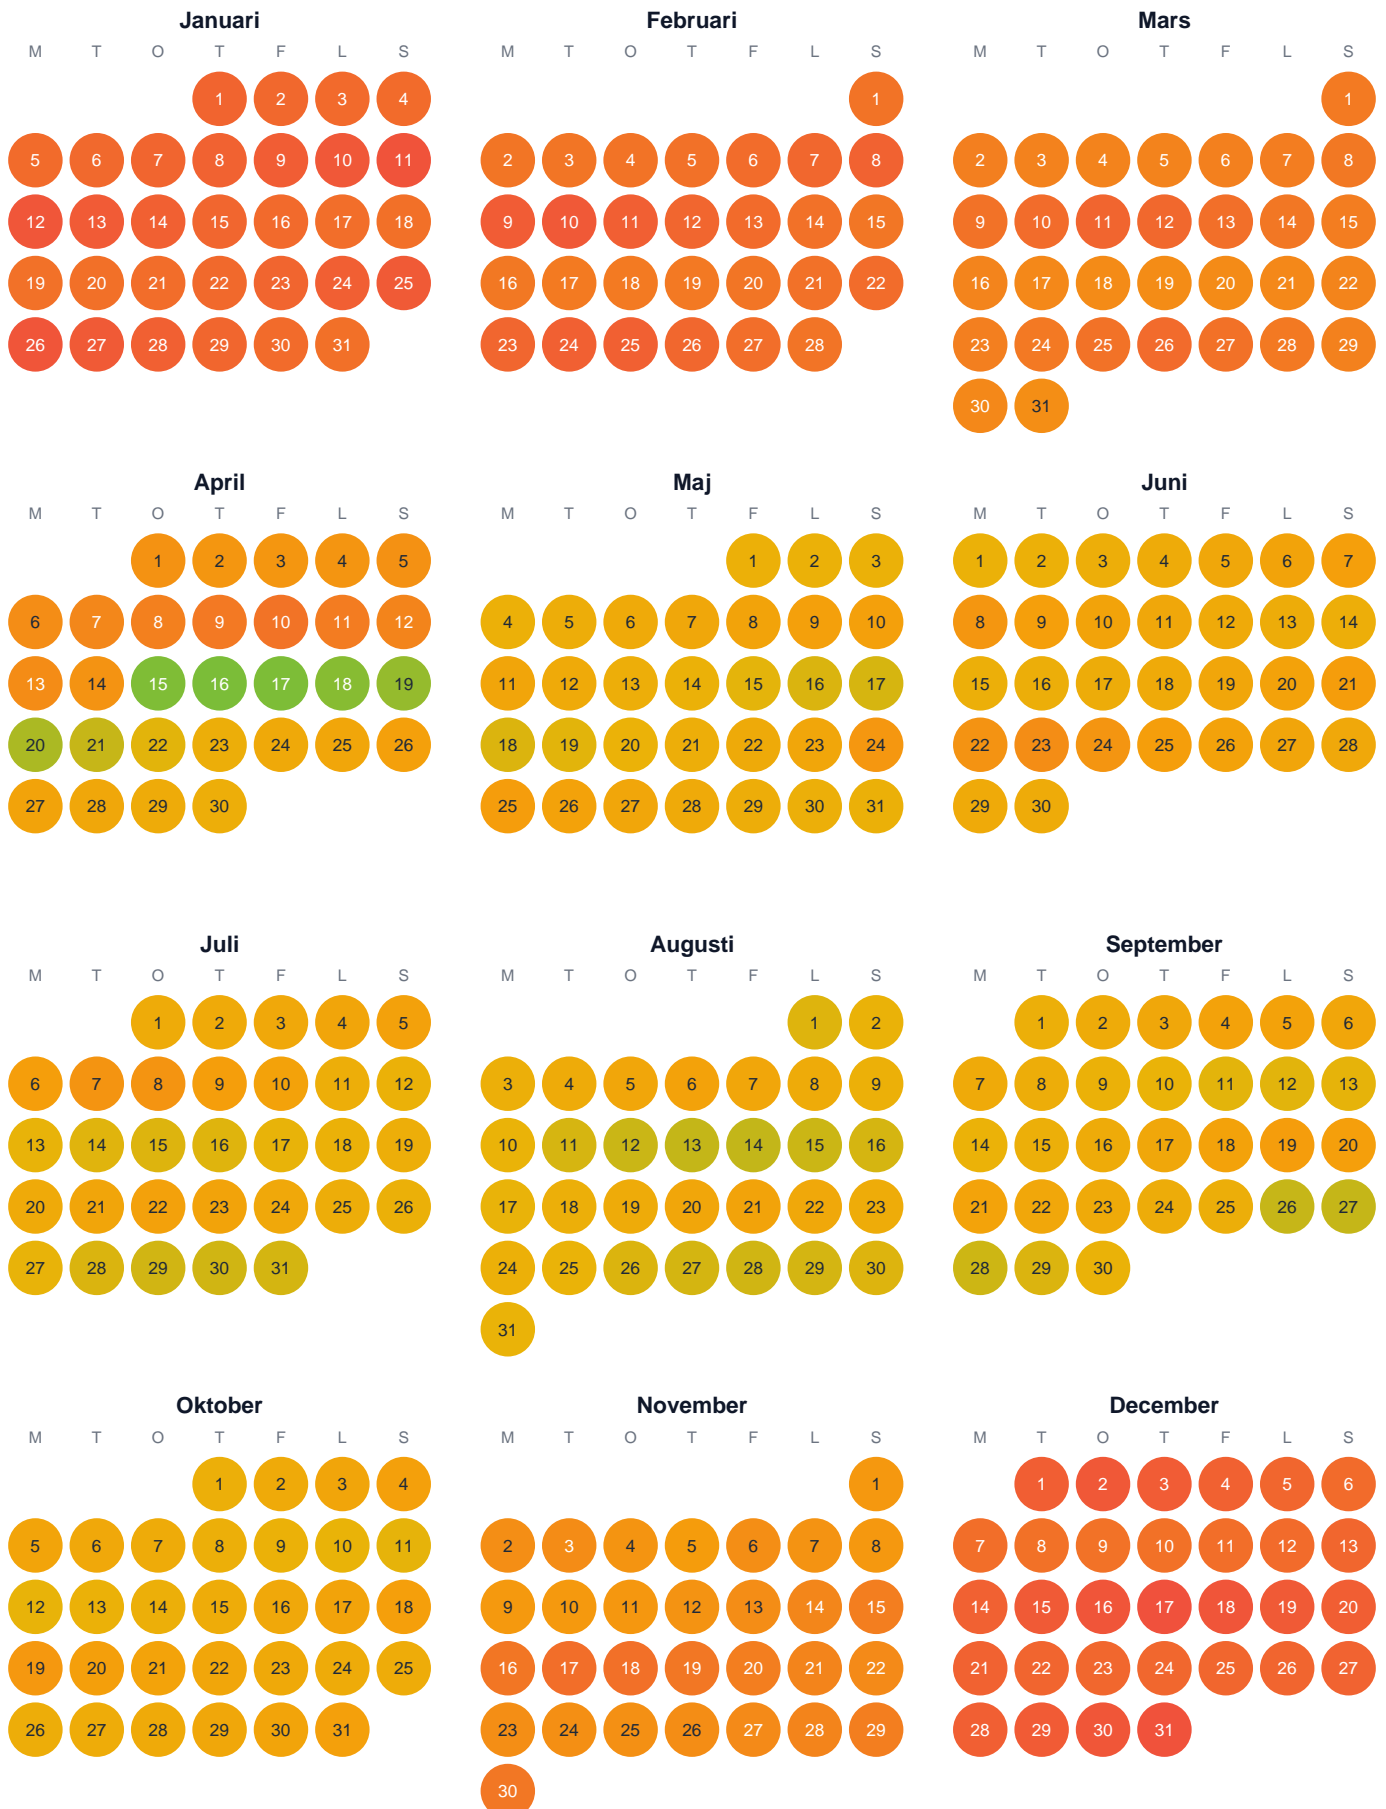 Januari
M T O T F L S
1 2 3 4
5 6 7 8 9 10 11
12 13 14 15 16 17 18
19 20 21 22 23 24 25
26 27 28 29 30 31
Februari
M T O T F L S
1
2 3 4 5 6 7 8
9 10 11 12 13 14 15
16 17 18 19 20 21 22
23 24 25 26 27 28
Mars
M T O T F L S
1
2 3 4 5 6 7 8
9 10 11 12 13 14 15
16 17 18 19 20 21 22
23 24 25 26 27 28 29
30 31
April
M T O T F L S
1 2 3 4 5
6 7 8 9 10 11 12
13 14 15 16 17 18 19
20 21 22 23 24 25 26
27 28 29 30
Maj
M T O T F L S
1 2 3
4 5 6 7 8 9 10
11 12 13 14 15 16 17
18 19 20 21 22 23 24
25 26 27 28 29 30 31
Juni
M T O T F L S
1 2 3 4 5 6 7
8 9 10 11 12 13 14
15 16 17 18 19 20 21
22 23 24 25 26 27 28
29 30
Juli
M T O T F L S
1 2 3 4 5
6 7 8 9 10 11 12
13 14 15 16 17 18 19
20 21 22 23 24 25 26
27 28 29 30 31
Augusti
M T O T F L S
1 2
3 4 5 6 7 8 9
10 11 12 13 14 15 16
17 18 19 20 21 22 23
24 25 26 27 28 29 30
31
September
M T O T F L S
1 2 3 4 5 6
7 8 9 10 11 12 13
14 15 16 17 18 19 20
21 22 23 24 25 26 27
28 29 30
Oktober
M T O T F L S
1 2 3 4
5 6 7 8 9 10 11
12 13 14 15 16 17 18
19 20 21 22 23 24 25
26 27 28 29 30 31
November
M T O T F L S
1
2 3 4 5 6 7 8
9 10 11 12 13 14 15
16 17 18 19 20 21 22
23 24 25 26 27 28 29
30
December
M T O T F L S
1 2 3 4 5 6
7 8 9 10 11 12 13
14 15 16 17 18 19 20
21 22 23 24 25 26 27
28 29 30 31